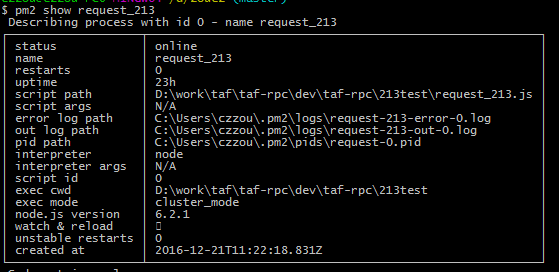 $ pm2 show request_213
Describing process with id 0 - name request_213
status online
name request_213
restarts 0
uptime 23h
script path D:\work\taf\taf-rpc\dev\taf-rpc\213test\request_213.js
script args N/A
error log path C:\Users\czzou\.pm2\logs\request-213-error-0.log
out log path C:\Users\czzou\.pm2\logs\request-213-out-0.log
pid path C:\Users\czzou\.pm2\pids\request-0.pid
interpreter node
interpreter args N/A
script id 0
exec cwd D:\work\taf\taf-rpc\dev\taf-rpc\213test
exec mode cluster_mode
node.js version 6.2.1
watch & reload
unstable restarts 0
created at 2016-12-21T11:22:18.831Z